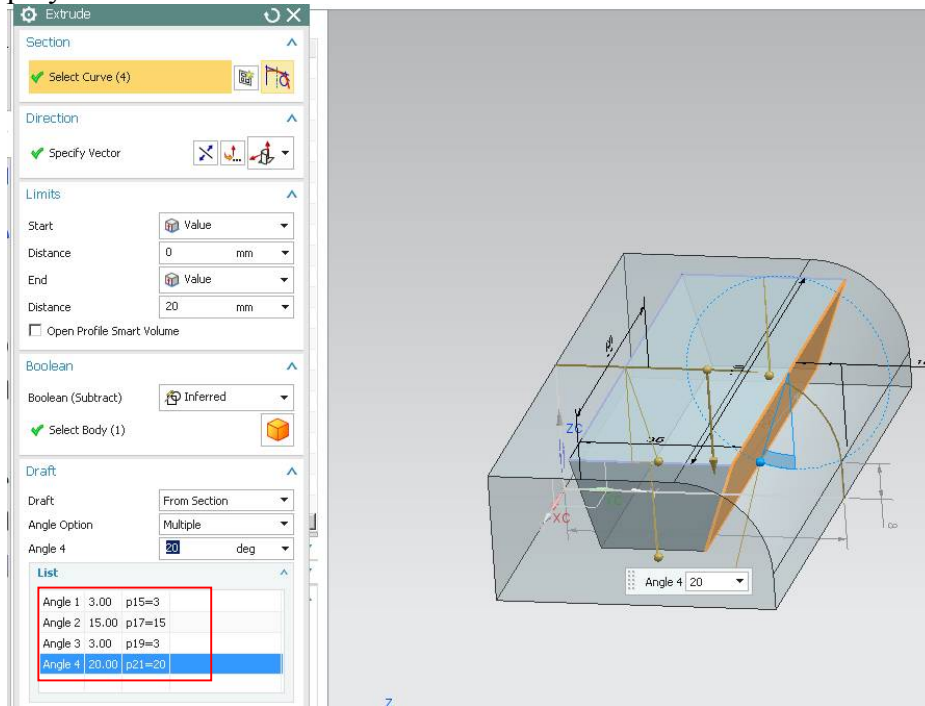 Extrude
Section
Select Curve (4)
Direction
Specify Vector
Limits
Start Value
Distance 0 mm
End Value
Distance 20 mm
Open Profile Smart Volume
Boolean
Boolean (Subtract) Inferred
Select Body (1)
Draft
Draft From Section
Angle Option Multiple
Angle 4 20 deg
List
Angle 1 3.00 p15=3
Angle 2 15.00 p17=15
Angle 3 3.00 p19=3
Angle 4 20.00 p21=20
ZC
XC
8
Angle 4 20
Z